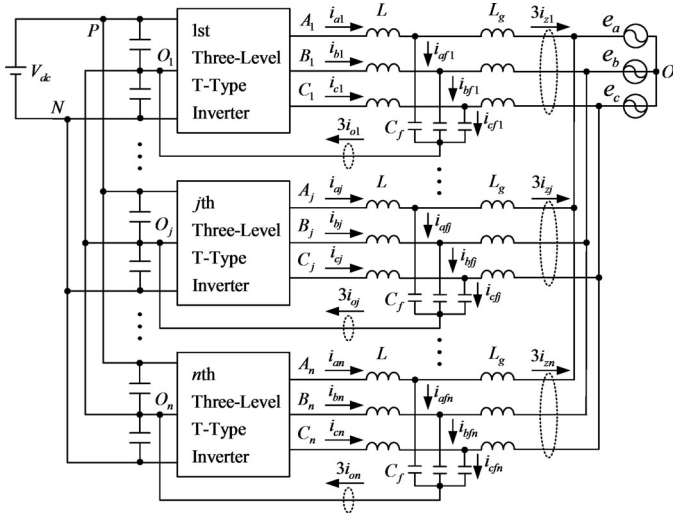 P
V_dc
N
O_1
1st
Three-Level
T-Type
Inverter
A_1 i_a1 L L_g 3i_z1 e_a
B_1 i_b1 i_af1 e_b O
C_1 i_c1 i_bf1 e_c
3i_o1 C_f i_cf1
O_j
jth
Three-Level
T-Type
Inverter
A_j i_aj L L_g 3i_zj
B_j i_bj i_afj
C_j i_cj i_bfj
3i_oj C_f i_cfj
O_n
nth
Three-Level
T-Type
Inverter
A_n i_an L L_g 3i_zn
B_n i_bn i_afn
C_n i_cn i_bfn
3i_on C_f i_cfn